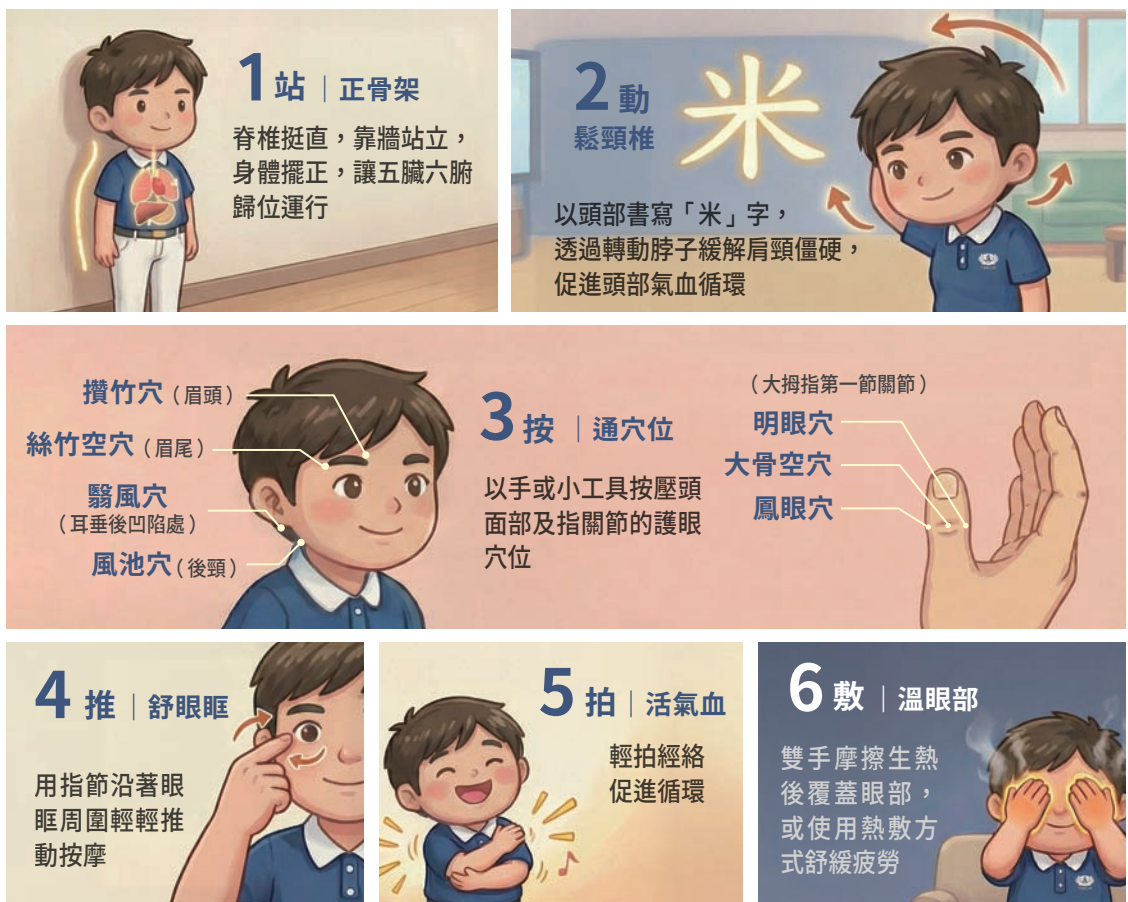 1 站｜正骨架
脊椎挺直，靠牆站立，
身體擺正，讓五臟六腑
歸位運行
2 動
鬆頸椎
米
以頭部書寫「米」字，
透過轉動脖子緩解肩頸僵硬，
促進頭部氣血循環
攢竹穴（眉頭）
絲竹空穴（眉尾）
翳風穴
（耳垂後凹陷處）
風池穴（後頸）
3 按｜通穴位
以手或小工具按壓頭
面部及指關節的護眼
穴位
（大拇指第一節關節）
明眼穴
大骨空穴
鳳眼穴
4 推｜舒眼眶
用指節沿著眼
眶周圍輕輕推
動按摩
5 拍｜活氣血
輕拍經絡
促進循環
6 敷｜溫眼部
雙手摩擦生熱
後覆蓋眼部，
或使用熱敷方
式舒緩疲勞